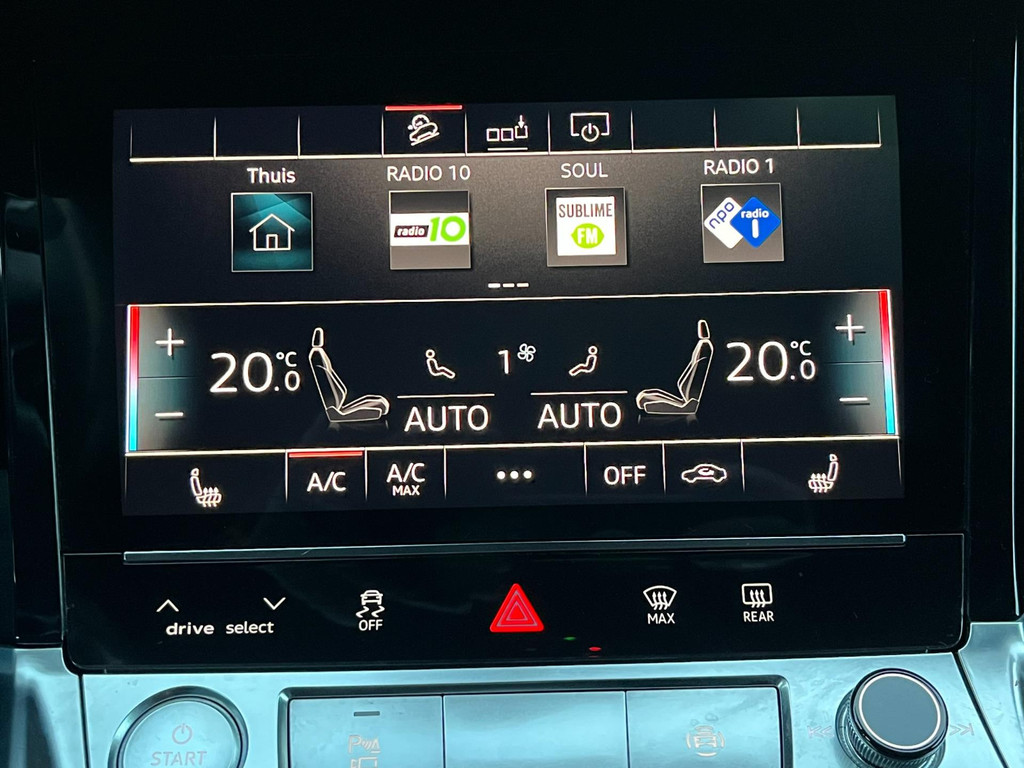 Thuis RADIO 10 SOUL RADIO 1
radio 10 SUBLIME FM npo radio 1
20.0 °C 1 20.0 °C
AUTO AUTO
A/C A/C MAX OFF
drive select OFF MAX REAR
START